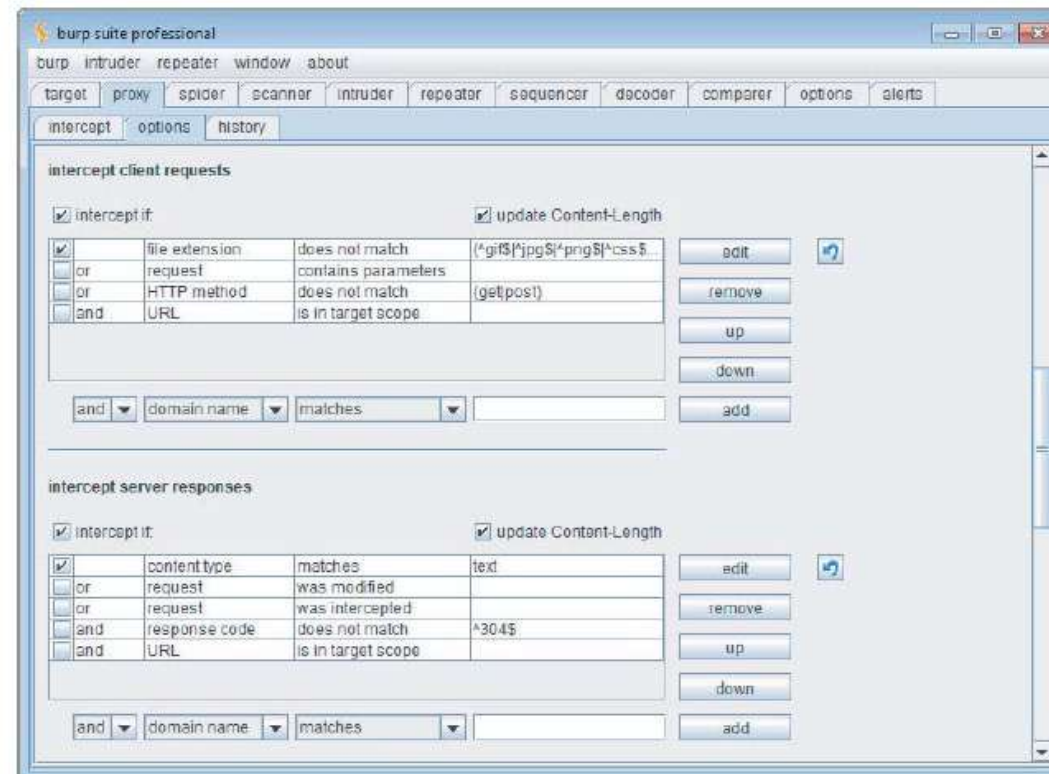 burp suite professional
burp intruder repeater window about
target proxy spider scanner intruder repeater sequencer decoder comparer options alerts
intercept options history
intercept client requests
intercept if: update Content-Length
file extension does not match (^gif$|^jpg$|^png$|^css$... edit
or request contains parameters
or HTTP method does not match (get|post) remove
and URL is in target scope
up
down
and domain name matches add
intercept server responses
intercept if: update Content-Length
content type matches text edit
or request was modified
or request was intercepted remove
and response code does not match ^304$
and URL is in target scope up
down
and domain name matches add